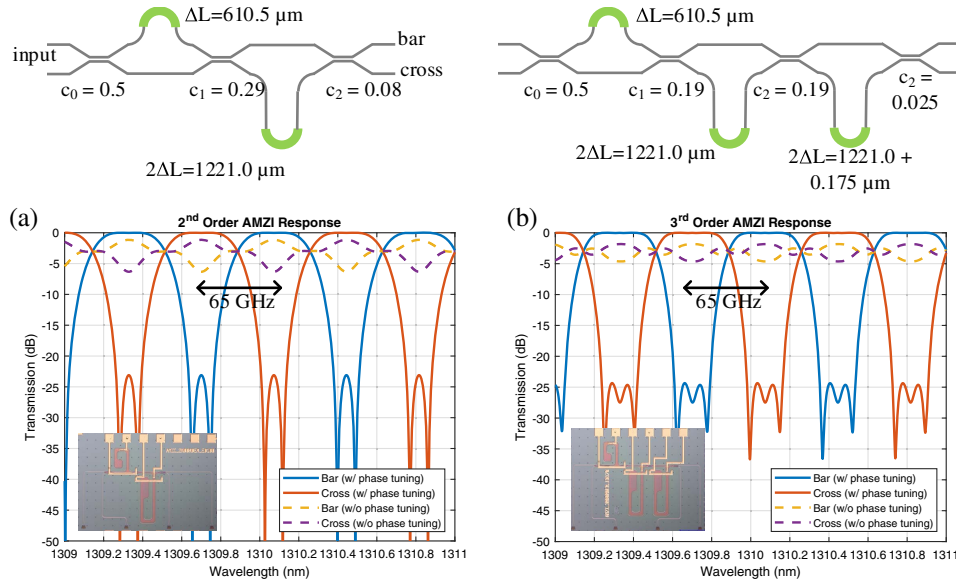 ΔL=610.5 µm
input
bar
cross
c₀ = 0.5
c₁ = 0.29
c₂ = 0.08
2ΔL=1221.0 µm
ΔL=610.5 µm
c₀ = 0.5
c₁ = 0.19
c₂ = 0.19
c₂ =
0.025
2ΔL=1221.0 µm
2ΔL=1221.0 +
0.175 µm
(a)
2nd Order AMZI Response
0
-5
-10
-15
-20
-25
-30
-35
-40
-45
-50
Transmission (dB)
65 GHz
Bar (w/ phase tuning)
Cross (w/ phase tuning)
Bar (w/o phase tuning)
Cross (w/o phase tuning)
1309 1309.2 1309.4 1309.6 1309.8 1310 1310.2 1310.4 1310.6 1310.8 1311
Wavelength (nm)
(b)
3rd Order AMZI Response
0
-5
-10
-15
-20
-25
-30
-35
-40
-45
-50
Transmission (dB)
65 GHz
Bar (w/ phase tuning)
Cross (w/ phase tuning)
Bar (w/o phase tuning)
Cross (w/o phase tuning)
1309 1309.2 1309.4 1309.6 1309.8 1310 1310.2 1310.4 1310.6 1310.8 1311
Wavelength (nm)